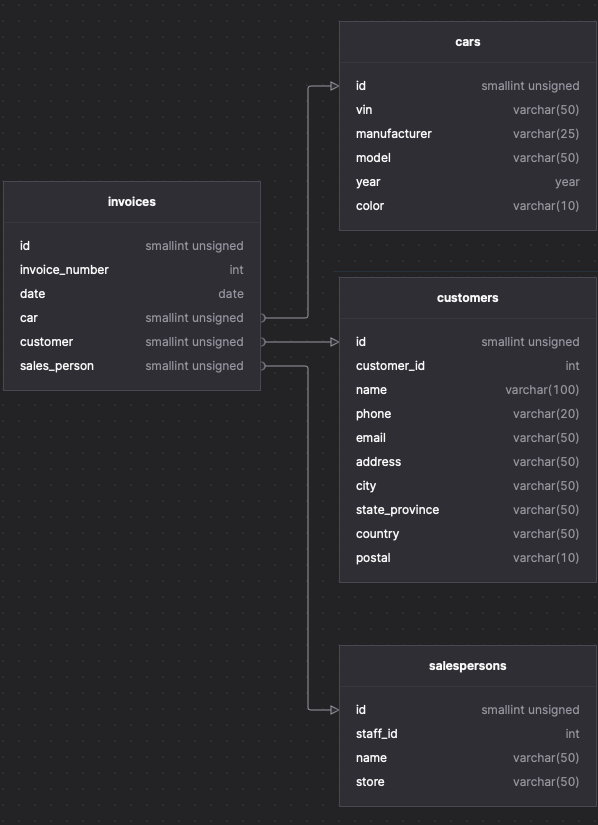 cars
id smallint unsigned
vin varchar(50)
manufacturer varchar(25)
model varchar(50)
year year
color varchar(10)
invoices
id smallint unsigned
invoice_number int
date date
car smallint unsigned
customer smallint unsigned
sales_person smallint unsigned
customers
id smallint unsigned
customer_id int
name varchar(100)
phone varchar(20)
email varchar(50)
address varchar(50)
city varchar(50)
state_province varchar(50)
country varchar(50)
postal varchar(10)
salespersons
id smallint unsigned
staff_id int
name varchar(50)
store varchar(50)